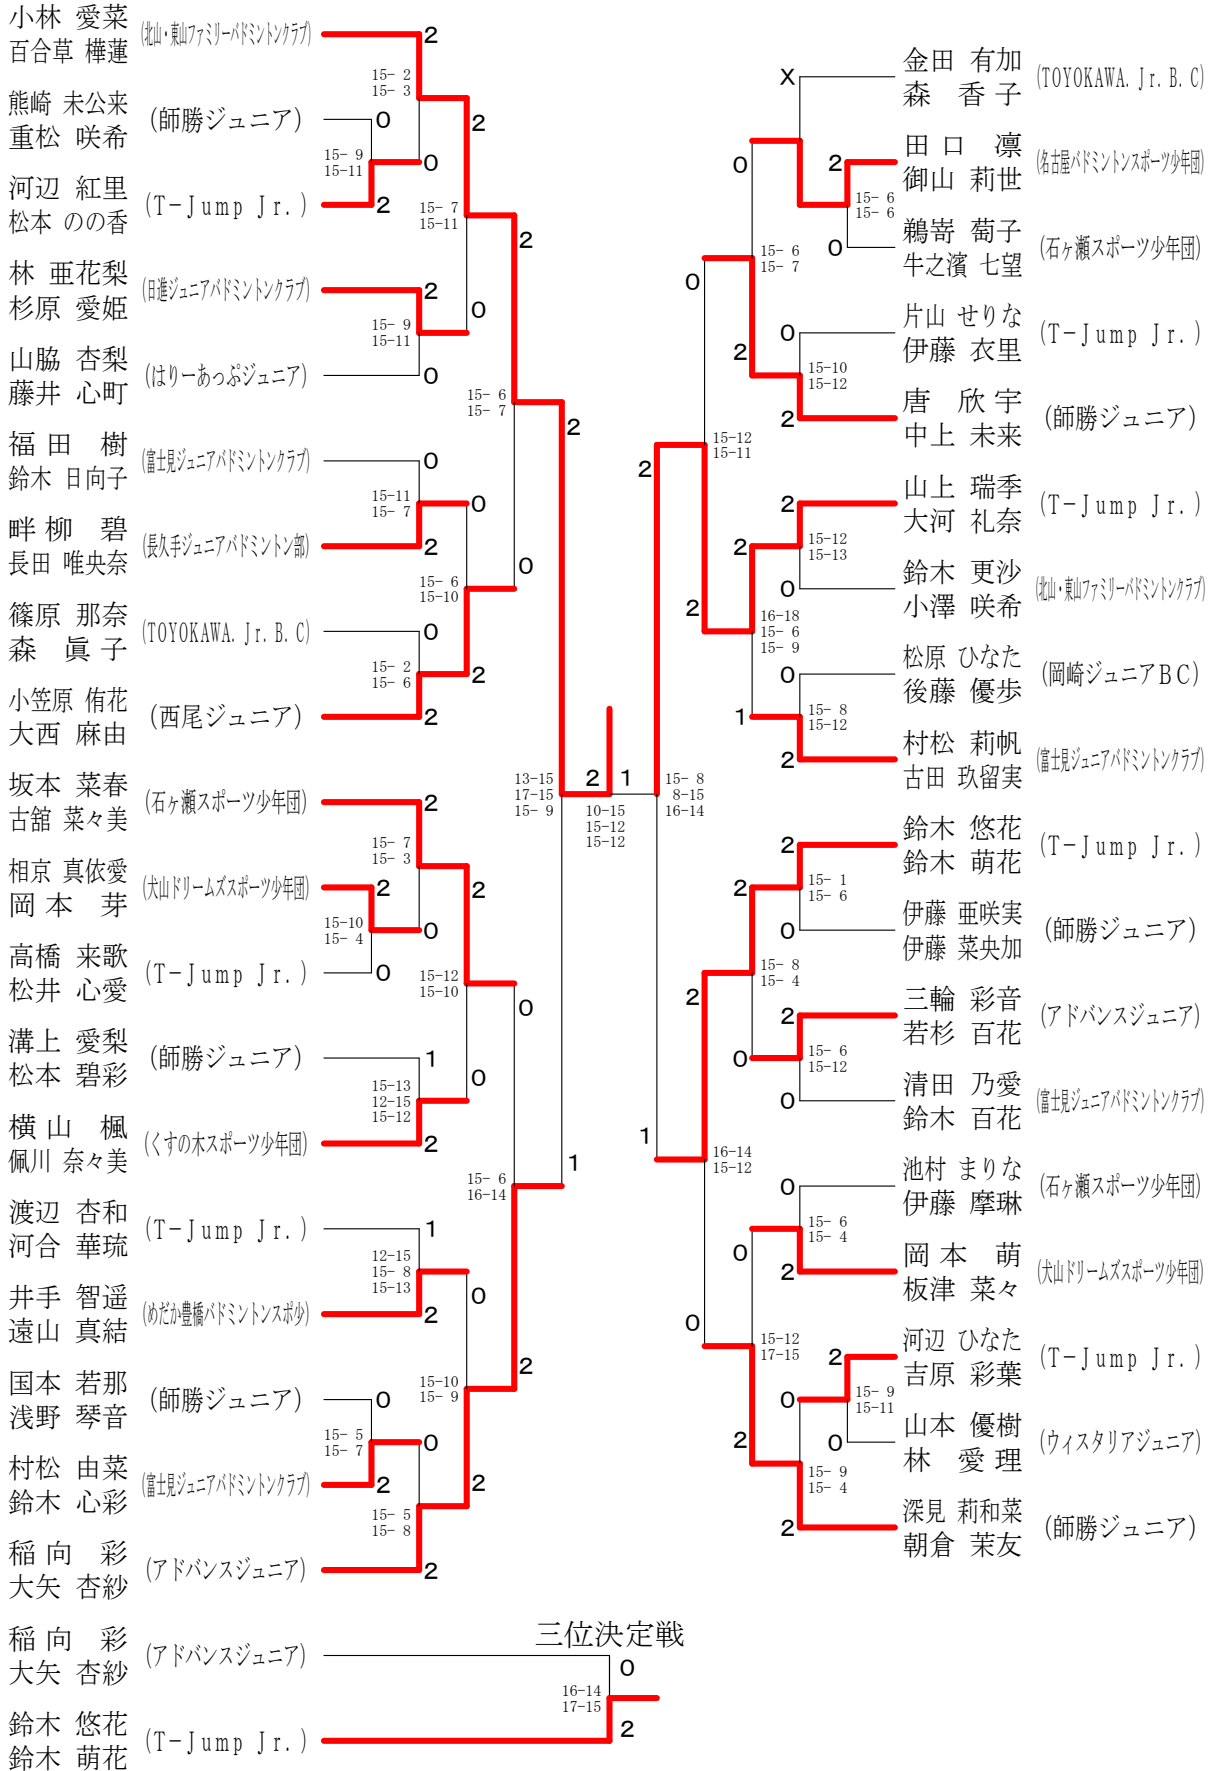 小林 愛菜
百合草 樺蓮
(北山・東山ファミリーバドミントンクラブ)
2
15- 2
15- 3
熊崎 未公来
重松 咲希
(師勝ジュニア)
0
2
15- 9
15-11
0
河辺 紅里
松本 のの香
(T-Jump Jr.)
2
15- 7
15-11
2
林 亜花梨
杉原 愛姫
(日進ジュニアバドミントンクラブ)
2
0
15- 9
15-11
山脇 杏梨
藤井 心町
(はりーあっぷジュニア)
0
15- 6
15- 7
2
福田 樹
鈴木 日向子
(富士見ジュニアバドミントンクラブ)
0
15-11
15- 7
0
畔柳 碧
長田 唯央奈
(長久手ジュニアバドミントン部)
2
0
15- 6
15-10
篠原 那奈
森 眞子
(TOYOKAWA. Jr. B. C)
0
15- 2
15- 6
2
小笠原 侑花
大西 麻由
(西尾ジュニア)
2
13-15
17-15
15- 9
2
1
10-15
15-12
15-12
坂本 菜春
古舘 菜々美
(石ヶ瀬スポーツ少年団)
2
15- 7
15- 3
相京 真依愛
岡本 芽
(犬山ドリームズスポーツ少年団)
2
2
15-10
15- 4
0
高橋 来歌
松井 心愛
(T-Jump Jr.)
0
15-12
15-10
0
溝上 愛梨
松本 碧彩
(師勝ジュニア)
1
0
15-13
12-15
15-12
横山 楓
佩川 奈々美
(くすの木スポーツ少年団)
2
15- 6
16-14
1
渡辺 杏和
河合 華琉
(T-Jump Jr.)
1
12-15
15- 8
15-13
0
井手 智遥
遠山 真結
(めだか豊橋バドミントンスポ少)
2
2
国本 若那
浅野 琴音
(師勝ジュニア)
0
15-10
15- 9
15- 5
15- 7
0
村松 由菜
鈴木 心彩
(富士見ジュニアバドミントンクラブ)
2
2
15- 5
15- 8
稲向 彩
大矢 杏紗
(アドバンスジュニア)
2
金田 有加
森 香子
(TOYOKAWA. Jr. B. C)
X
田口 凛
御山 莉世
(名古屋バドミントンスポーツ少年団)
0
2
15- 6
15- 6
鵜嵜 萄子
牛之濱 七望
(石ヶ瀬スポーツ少年団)
0
15- 6
15- 7
0
片山 せりな
伊藤 衣里
(T-Jump Jr.)
0
2
15-10
15-12
唐 欣宇
中上 未来
(師勝ジュニア)
2
15-12
15-11
2
山上 瑞季
大河 礼奈
(T-Jump Jr.)
2
2
15-12
15-13
鈴木 更沙
小澤 咲希
(北山・東山ファミリーバドミントンクラブ)
0
2
16-18
15- 6
15- 9
松原 ひなた
後藤 優歩
(岡崎ジュニアBC)
0
1
15- 8
15-12
村松 莉帆
古田 玖留実
(富士見ジュニアバドミントンクラブ)
2
15- 8
8-15
16-14
鈴木 悠花
鈴木 萌花
(T-Jump Jr.)
2
2
15- 1
15- 6
伊藤 亜咲実
伊藤 菜央加
(師勝ジュニア)
0
15- 8
15- 4
2
三輪 彩音
若杉 百花
(アドバンスジュニア)
2
0
15- 6
15-12
清田 乃愛
鈴木 百花
(富士見ジュニアバドミントンクラブ)
0
1
16-14
15-12
池村 まりな
伊藤 摩琳
(石ヶ瀬スポーツ少年団)
0
0
15- 6
15- 4
岡本 萌
板津 菜々
(犬山ドリームズスポーツ少年団)
2
0
15-12
17-15
河辺 ひなた
吉原 彩葉
(T-Jump Jr.)
2
0
15- 9
15-11
山本 優樹
林 愛理
(ウィスタリアジュニア)
0
2
15- 9
15- 4
深見 莉和菜
朝倉 茉友
(師勝ジュニア)
2
三位決定戦
稲向 彩
大矢 杏紗
(アドバンスジュニア)
0
16-14
17-15
鈴木 悠花
鈴木 萌花
(T-Jump Jr.)
2